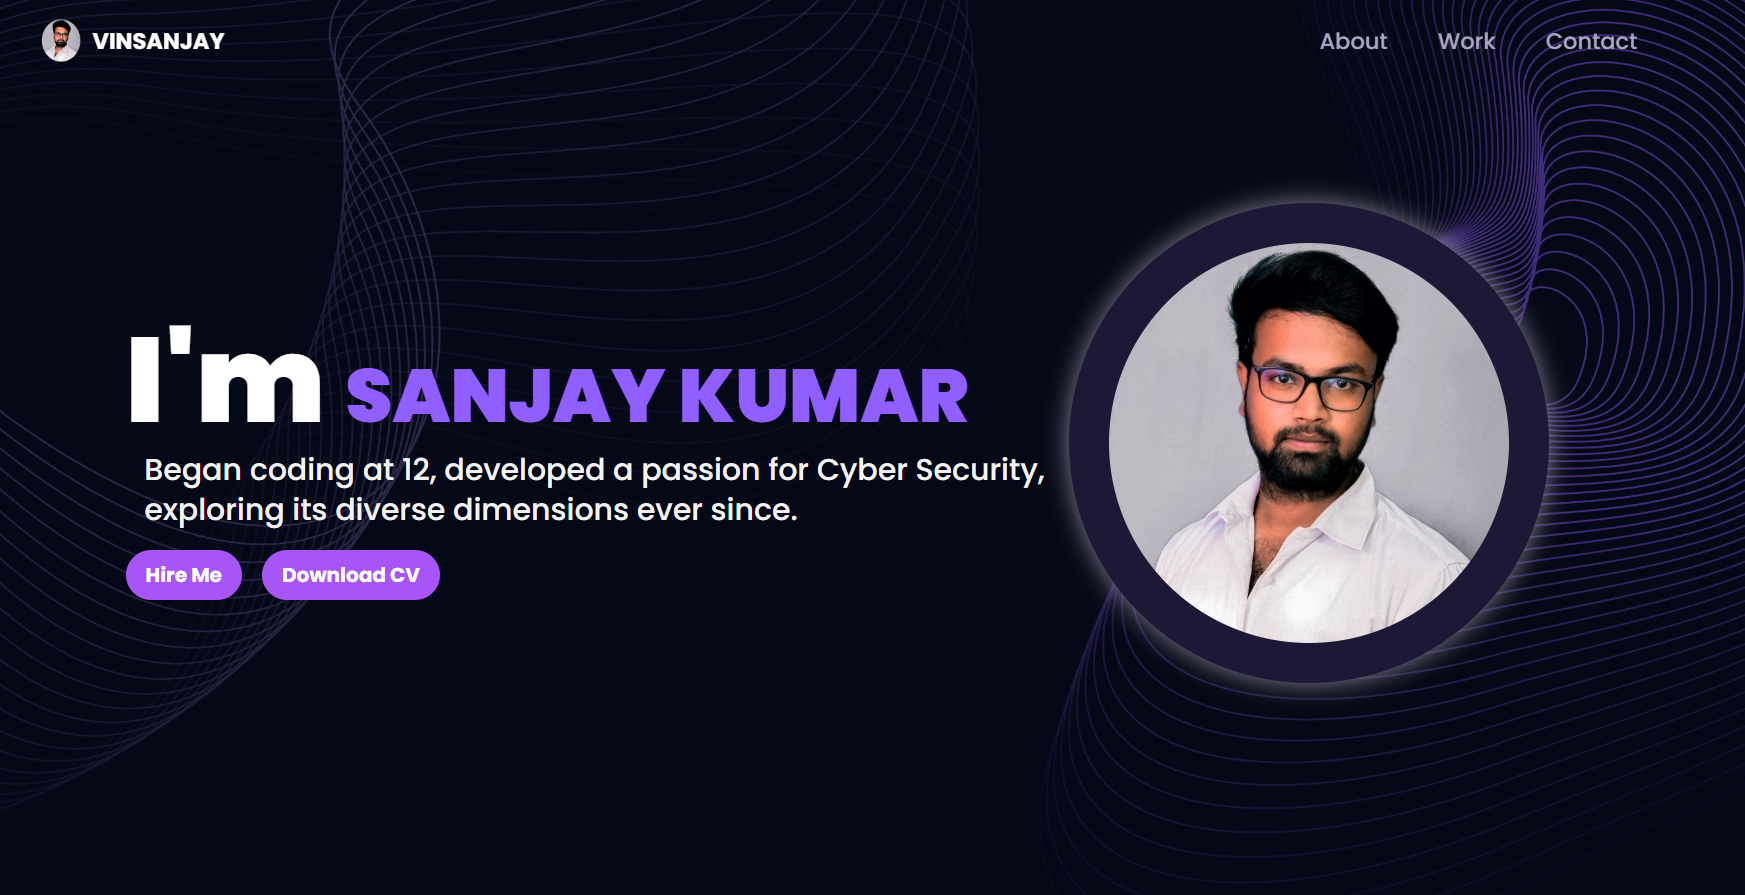 VINSANJAY
About Work Contact
I'm SANJAY KUMAR
Began coding at 12, developed a passion for Cyber Security,
exploring its diverse dimensions ever since.
Hire Me Download CV